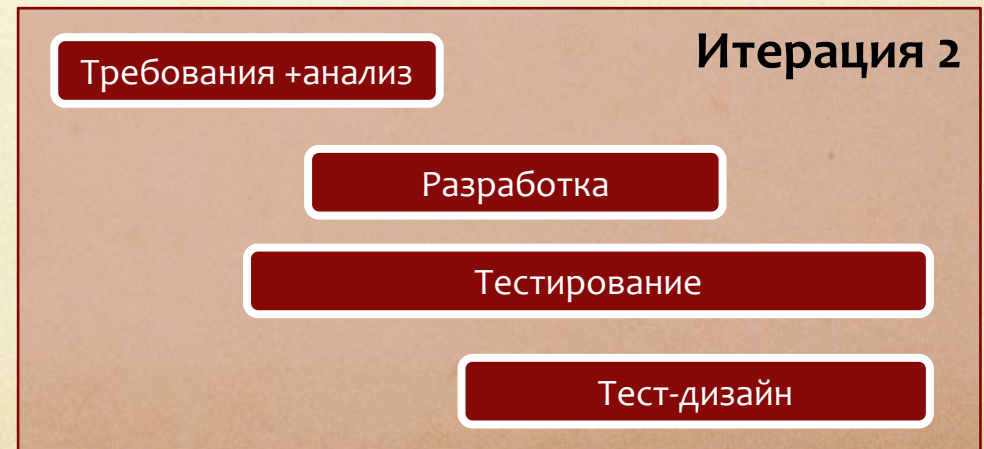 Итерация 2
Требования +анализ
Разработка
Тестирование
Тест-дизайн